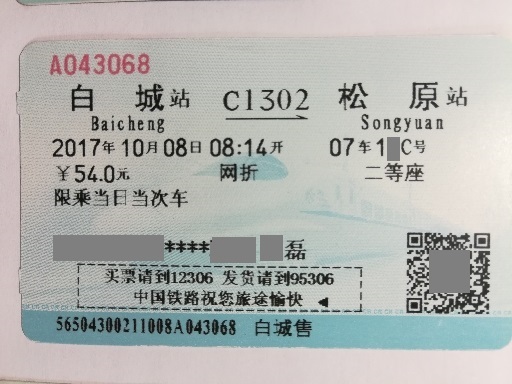 A043068
白城站 C1302 松原站
Baicheng Songyuan
2017年10月08日 08:14开 07车1 C号
￥54.0元 网折 二等座
限乘当日当次车
**** 磊
买票请到12306 发货请到95306
中国铁路祝您旅途愉快
56504300211008A043068 白城售